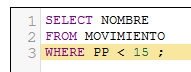 1 SELECT NOMBRE
2 FROM MOVIMIENTO
3 WHERE PP < 15 ;